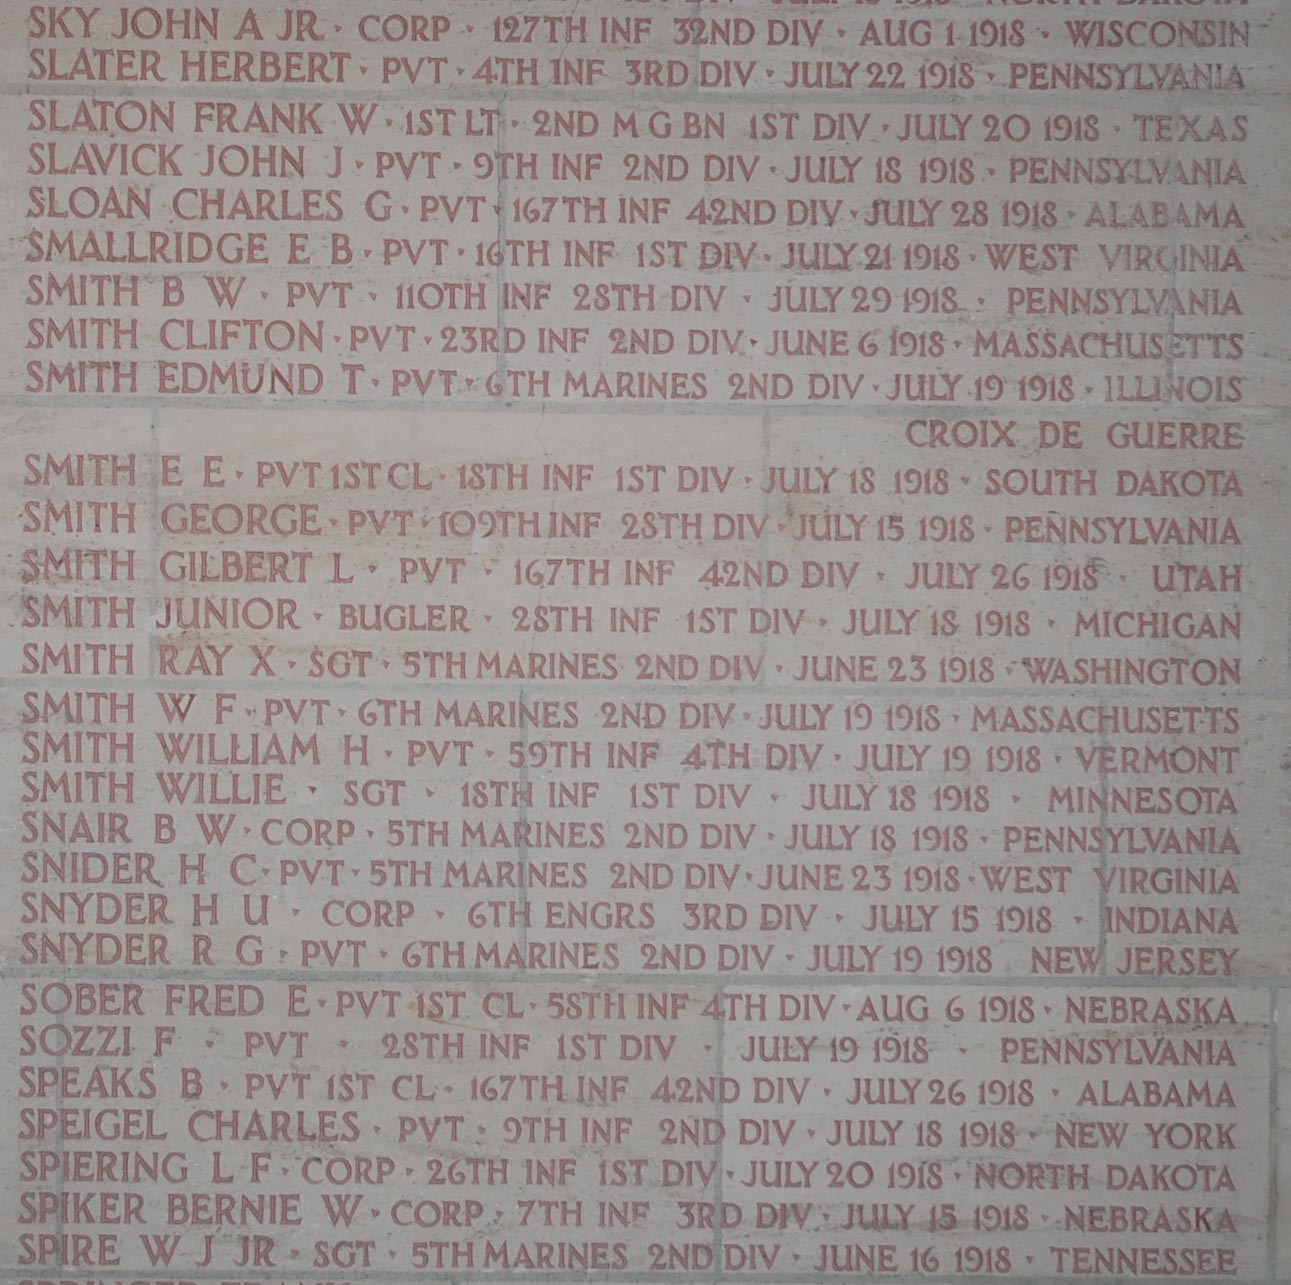 SKY JOHN A JR · CORP · 127TH INF 32ND DIV · AUG 1 1918 · WISCONSIN
SLATER HERBERT · PVT · 4TH INF 3RD DIV · JULY 22 1918 · PENNSYLVANIA
SLATON FRANK W · 1ST LT · 2ND M G BN 1ST DIV · JULY 20 1918 · TEXAS
SLAVICK JOHN J · PVT · 9TH INF 2ND DIV · JULY 18 1918 · PENNSYLVANIA
SLOAN CHARLES G · PVT · 167TH INF 42ND DIV · JULY 28 1918 · ALABAMA
SMALLRIDGE E B · PVT · 16TH INF 1ST DIV · JULY 21 1918 · WEST VIRGINIA
SMITH B W · PVT · 110TH INF 28TH DIV · JULY 29 1918 · PENNSYLVANIA
SMITH CLIFTON · PVT · 23RD INF 2ND DIV · JUNE 6 1918 · MASSACHUSETTS
SMITH EDMUND T · PVT · 6TH MARINES 2ND DIV · JULY 19 1918 · ILLINOIS
CROIX DE GUERRE
SMITH E E · PVT 1ST CL · 18TH INF 1ST DIV · JULY 18 1918 · SOUTH DAKOTA
SMITH GEORGE · PVT · 109TH INF 28TH DIV · JULY 15 1918 · PENNSYLVANIA
SMITH GILBERT L · PVT · 167TH INF 42ND DIV · JULY 26 1918 · UTAH
SMITH JUNIOR · BUGLER · 28TH INF 1ST DIV · JULY 18 1918 · MICHIGAN
SMITH RAY X · SGT · 5TH MARINES 2ND DIV · JUNE 23 1918 · WASHINGTON
SMITH W F · PVT · 6TH MARINES 2ND DIV · JULY 19 1918 · MASSACHUSETTS
SMITH WILLIAM H · PVT · 59TH INF 4TH DIV · JULY 19 1918 · VERMONT
SMITH WILLIE · SGT · 18TH INF 1ST DIV · JULY 18 1918 · MINNESOTA
SNAIR B W · CORP · 5TH MARINES 2ND DIV · JULY 18 1918 · PENNSYLVANIA
SNIDER H C · PVT · 5TH MARINES 2ND DIV · JUNE 23 1918 · WEST VIRGINIA
SNYDER H U · CORP · 6TH ENGRS 3RD DIV · JULY 15 1918 · INDIANA
SNYDER R G · PVT · 6TH MARINES 2ND DIV · JULY 19 1918 NEW JERSEY
SOBER FRED E · PVT 1ST CL · 58TH INF 4TH DIV · AUG 6 1918 · NEBRASKA
SOZZI F · PVT · 28TH INF 1ST DIV · JULY 19 1918 · PENNSYLVANIA
SPEAKS B · PVT 1ST CL · 167TH INF 42ND DIV · JULY 26 1918 · ALABAMA
SPEIGEL CHARLES · PVT · 9TH INF 2ND DIV · JULY 18 1918 · NEW YORK
SPIERING L F · CORP · 26TH INF 1ST DIV · JULY 20 1918 · NORTH DAKOTA
SPIKER BERNIE W · CORP · 7TH INF 3RD DIV · JULY 15 1918 · NEBRASKA
SPIRE W J JR · SGT · 5TH MARINES 2ND DIV · JUNE 16 1918 · TENNESSEE